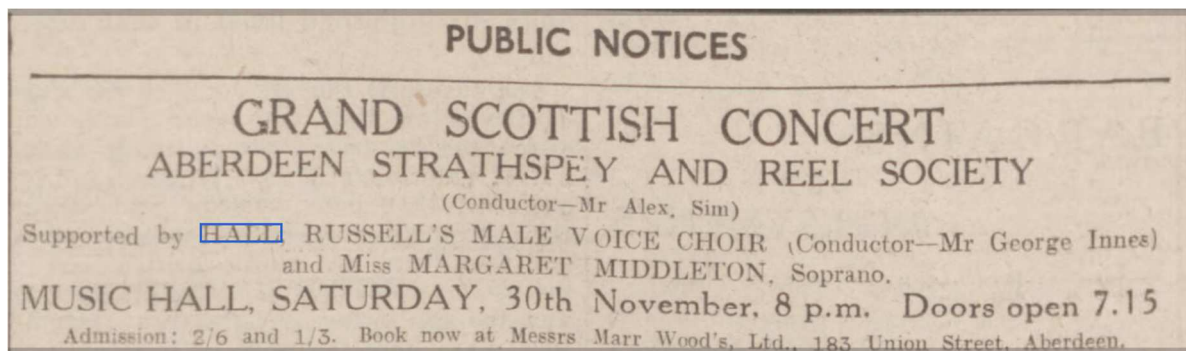 PUBLIC NOTICES
GRAND SCOTTISH CONCERT
ABERDEEN STRATHSPEY AND REEL SOCIETY
(Conductor—Mr Alex. Sim)
Supported by HALL, RUSSELL'S MALE VOICE CHOIR (Conductor—Mr George Innes)
and Miss MARGARET MIDDLETON, Soprano.
MUSIC HALL, SATURDAY, 30th November, 8 p.m. Doors open 7.15
Admission: 2/6 and 1/3. Book now at Messrs Marr Wood's, Ltd., 183 Union Street, Aberdeen.